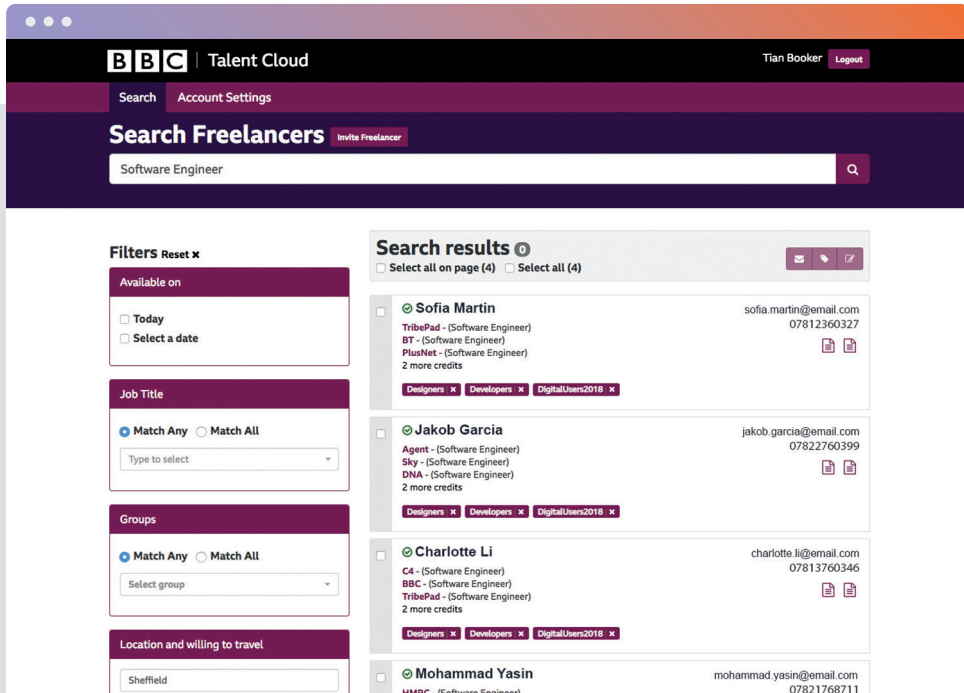 BBC | Talent Cloud
Tian Booker Logout
Search Account Settings
Search Freelancers Invite Freelancer
Software Engineer
Filters Reset x
Available on
Today
Select a date
Job Title
Match Any Match All
Type to select
Groups
Match Any Match All
Select group
Location and willing to travel
Sheffield
Search results 0
Select all on page (4) Select all (4)
Sofia Martin
sofia.martin@email.com
07812360327
TribePad - (Software Engineer)
BT - (Software Engineer)
PlusNet - (Software Engineer)
2 more credits
Designers x Developers x DigitalUsers2018 x
Jakob Garcia
jakob.garcia@email.com
07822760399
Agent - (Software Engineer)
Sky - (Software Engineer)
DNA - (Software Engineer)
2 more credits
Designers x Developers x DigitalUsers2018 x
Charlotte Li
charlotte.li@email.com
07813760346
C4 - (Software Engineer)
BBC - (Software Engineer)
TribePad - (Software Engineer)
2 more credits
Designers x Developers x DigitalUsers2018 x
Mohammad Yasin
mohammad.yasin@email.com
07821768711
HMRC - (Software Engineer)